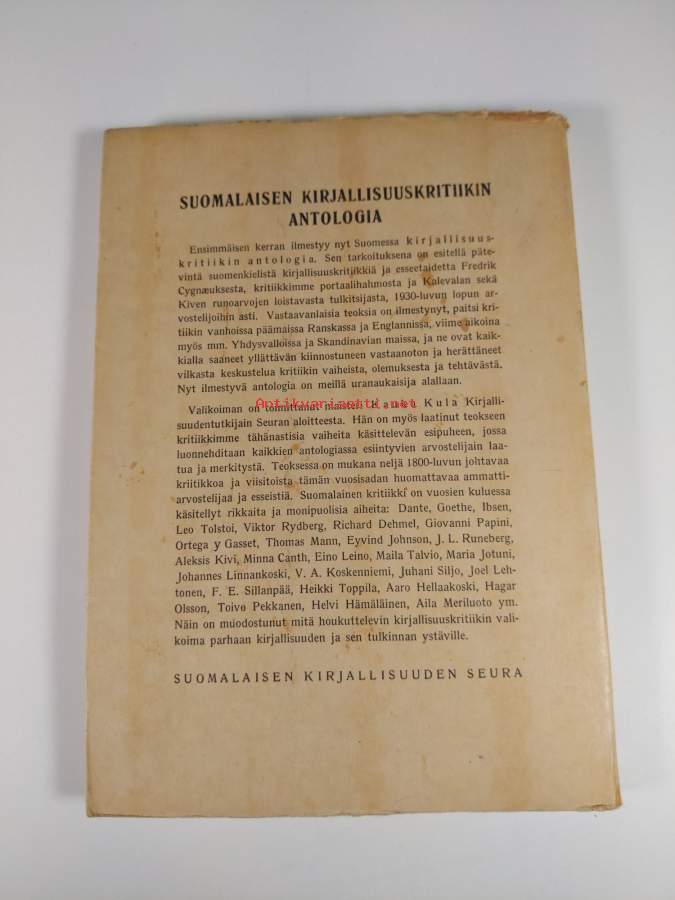 SUOMALAISEN KIRJALLISUUSKRITIIKIN
ANTOLOGIA
Ensimmäisen kerran ilmestyy nyt Suomessa kirjallisuus-
kritiikin antologia. Sen tarkoituksena on esitellä päte-
vintä suomenkielistä kirjallisuuskritiikkiä ja esseetaidetta Fredrik
Cygnæuksesta, kritiikkimme portaalihahmosta ja Kalevalan sekä
Kiven runoarvojen loistavasta tulkitsijasta, 1930-luvun lopun ar-
vostelijoihin asti. Vastaavanlaisia teoksia on ilmestynyt, paitsi kri-
tiikin vanhoissa päämaissa Ranskassa ja Englannissa, viime aikoina
myös mm. Yhdysvalloissa ja Skandinavian maissa, ja ne ovat kaik-
kialla saaneet yllättävän kiinnostuneen vastaanoton ja herättäneet
vilkasta keskustelua kritiikin vaiheista, olemuksesta ja tehtävästä.
Nyt ilmestyvä antologia on meillä uranaukaisija alallaan.
Antikvariaatti.net
Valikoiman on toimittanut maisteri Kula Kirjalli-
suudentutkijain Seuran aloitteesta. Hän on myös laatinut teokseen
kritiikkimme tähänastisia vaiheita käsittelevän esipuheen, jossa
luonnehditaan kaikkien antologiassa esiintyvien arvostelijain laa-
tua ja merkitystä. Teoksessa on mukana neljä 1800-luvun johtavaa
kriitikkoa ja viisitoista tämän vuosisadan huomattavaa ammatti-
arvostelijaa ja esseistiä. Suomalainen kritiikki on vuosien kuluessa
käsitellyt rikkaita ja monipuolisia aiheita: Dante, Goethe, Ibsen,
Leo Tolstoi, Viktor Rydberg, Richard Dehmel, Giovanni Papini,
Ortega y Gasset, Thomas Mann, Eyvind Johnson, J. L. Runeberg,
Aleksis Kivi, Minna Canth, Eino Leino, Maila Talvio, Maria Jotuni,
Johannes Linnankoski, V. A. Koskenniemi, Juhani Siljo, Joel Leh-
tonen, F. E. Sillanpää, Heikki Toppila, Aaro Hellaakoski, Hagar
Olsson, Toivo Pekkanen, Helvi Hämäläinen, Aila Meriluoto ym.
Näin on muodostunut mitä houkuttelevin kirjallisuuskritiikin vali-
koima parhaan kirjallisuuden ja sen tulkinnan ystäville.
SUOMALAISEN KIRJALLISUUDEN SEURA